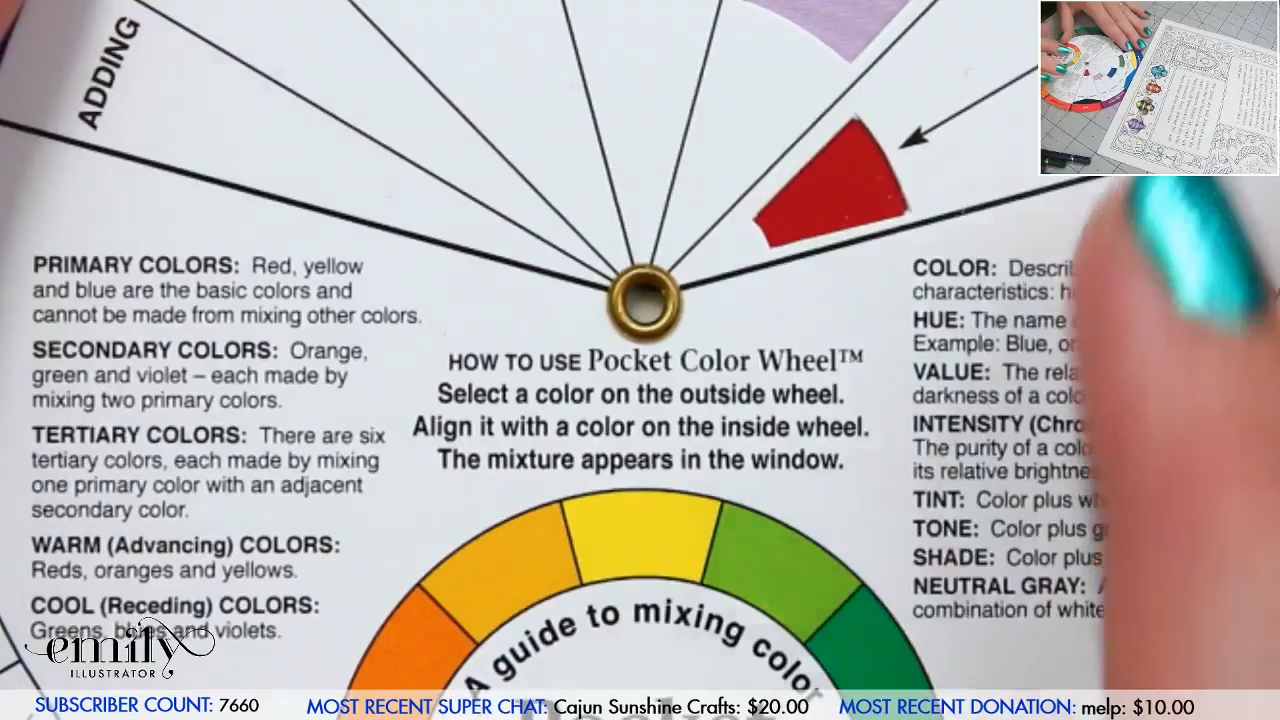 ADDING
PRIMARY COLORS: Red, yellow
and blue are the basic colors and
cannot be made from mixing other colors.
SECONDARY COLORS: Orange,
green and violet – each made by
mixing two primary colors.
TERTIARY COLORS: There are six
tertiary colors, each made by mixing
one primary color with an adjacent
secondary color.
WARM (Advancing) COLORS:
Reds, oranges and yellows.
COOL (Receding) COLORS:
Greens, blues and violets.
HOW TO USE Pocket Color Wheel™
Select a color on the outside wheel.
Align it with a color on the inside wheel.
The mixture appears in the window.
A guide to mixing color
Pocket
COLOR:
characteristics:
HUE: The name
Example: Blue,
VALUE: The
darkness of a
INTENSITY
The purity of a
its relative
TINT: Color plus
TONE: Color plus
SHADE: Color plus
NEUTRAL GRAY:
combination of white
emily
ILLUSTRATOR
SUBSCRIBER COUNT: 7660
MOST RECENT SUPER CHAT: Cajun Sunshine Crafts: $20.00
MOST RECENT DONATION: melp: $10.00